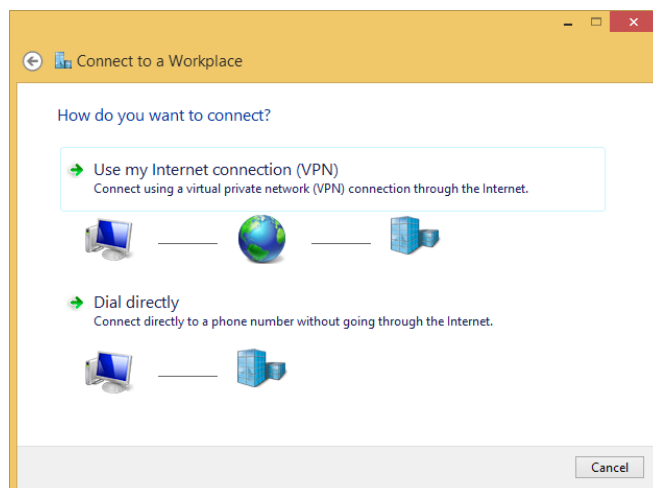 Connect to a Workplace
How do you want to connect?
Use my Internet connection (VPN)
Connect using a virtual private network (VPN) connection through the Internet.
Dial directly
Connect directly to a phone number without going through the Internet.
Cancel